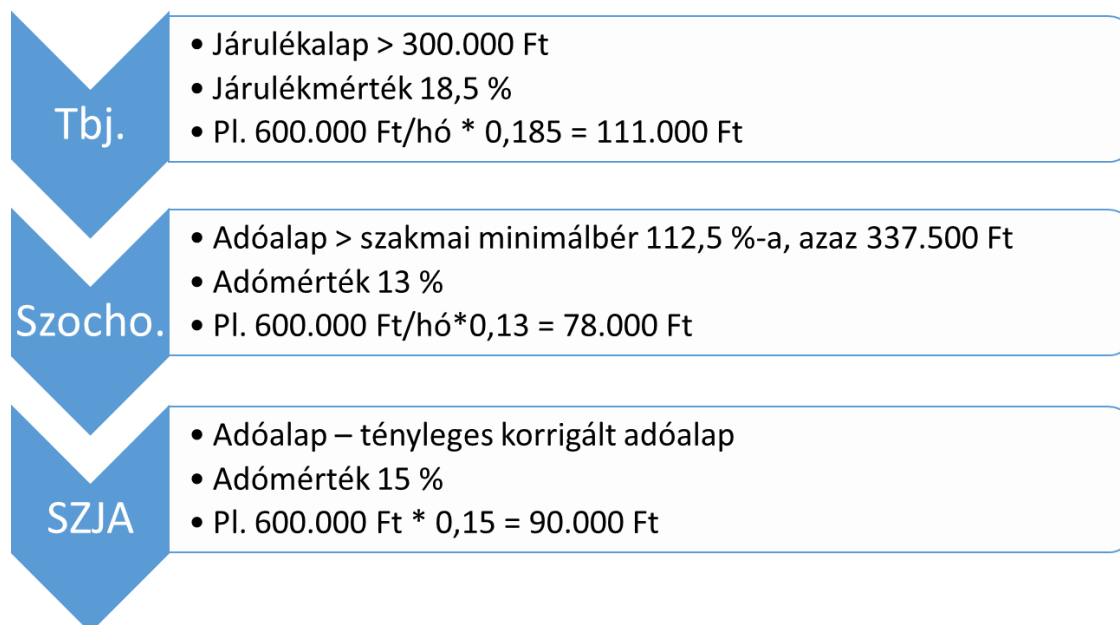 Tbj.
• Járulékalap > 300.000 Ft
• Járulékmérték 18,5 %
• Pl. 600.000 Ft/hó * 0,185 = 111.000 Ft
Szocho.
• Adóalap > szakmai minimálbér 112,5 %-a, azaz 337.500 Ft
• Adómérték 13 %
• Pl. 600.000 Ft/hó*0,13 = 78.000 Ft
SZJA
• Adóalap – tényleges korrigált adóalap
• Adómérték 15 %
• Pl. 600.000 Ft * 0,15 = 90.000 Ft